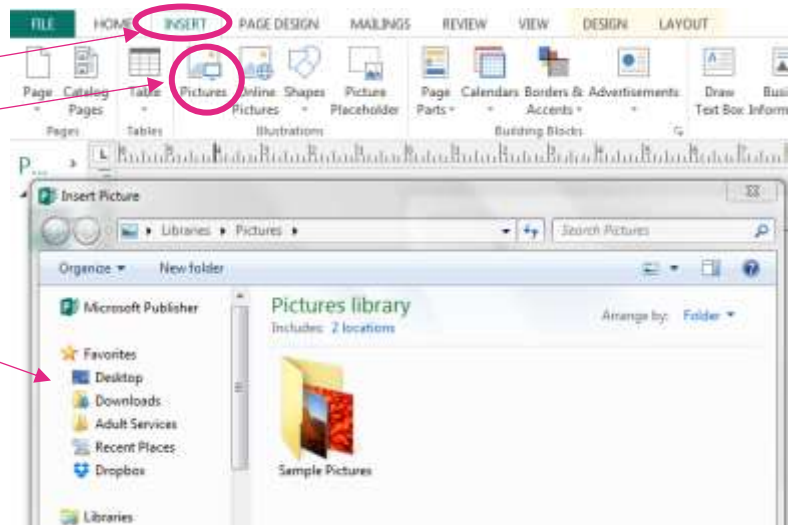 FILE HOME INSERT PAGE DESIGN MAILINGS REVIEW VIEW DESIGN LAYOUT
Page Catalog Table Pictures Online Shapes Picture Page Calendars Borders & Advertisements Draw Busi
Pages Pictures Placeholder Parts Accents Text Box Inform
Pages Tables Illustrations Building Blocks
P...
Insert Picture
Libraries Pictures Search Pictures
Organize New folder
Microsoft Publisher
Pictures library
Includes: 2 locations
Arrange by: Folder
Favorites
Desktop
Downloads
Adult Services
Recent Places
Dropbox
Sample Pictures
Libraries